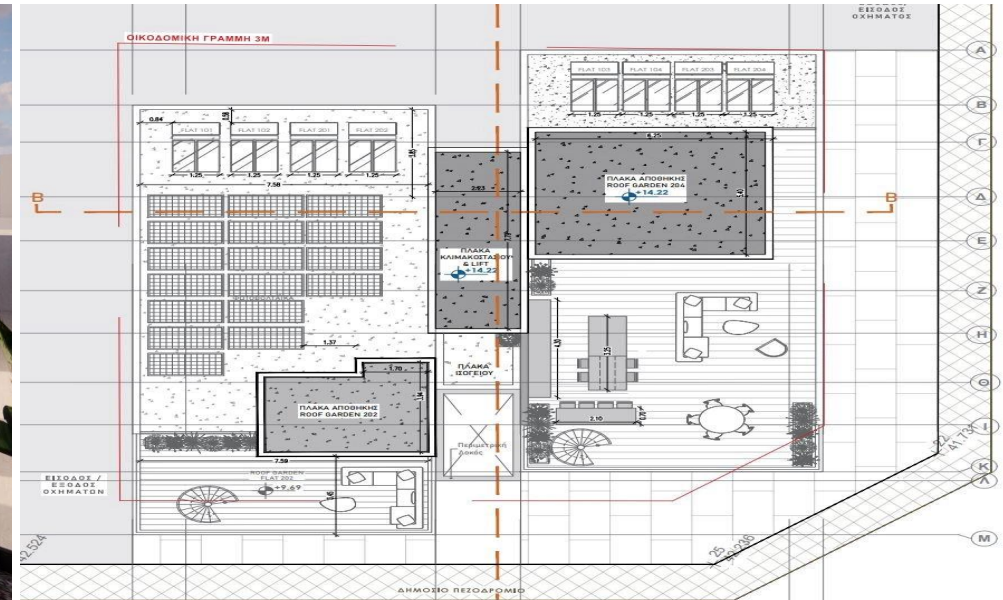 ΕΙΣΟΔΟΣ
ΟΧΗΜΑΤΟΣ
ΟΙΚΟΔΟΜΙΚΗ ΓΡΑΜΜΗ 3Μ
A
FLAT 103 FLAT 104 FLAT 203 FLAT 204
1.25 1.25 1.25 1.25
B
0.84
FLAT 101 FLAT 102 FLAT 201 FLAT 202
6.25
Γ
1.25 1.25 1.25 1.25
7.58
2.93
ΠΛΑΚΑ ΑΠΟΘΗΚΗΣ
ROOF GARDEN 204
+14.22
Δ
B
B
Ε
ΠΛΑΚΑ
ΚΛΙΜΑΚΟΣΤΑΣΙΟΥ
& LIFT
+14.22
Ζ
ΦΩΤΟΒΟΛΤΑΙΚΑ
Η
1.37
ΠΛΑΚΑ
ΙΣΟΓΕΙΟΥ
1.70
Θ
ΠΛΑΚΑ ΑΠΟΘΗΚΗΣ
ROOF GARDEN 202
2.10
Ι
Περιμετρική
Δοκός
7.59
ROOF GARDEN
FLAT 202
+9.69
ΕΙΣΟΔΟΣ /
ΕΞΟΔΟΣ
ΟΧΗΜΑΤΩΝ
Κ
Λ
Μ
42.524
ΔΗΜΟΣΙΟ ΠΕΖΟΔΡΟΜΙΟ